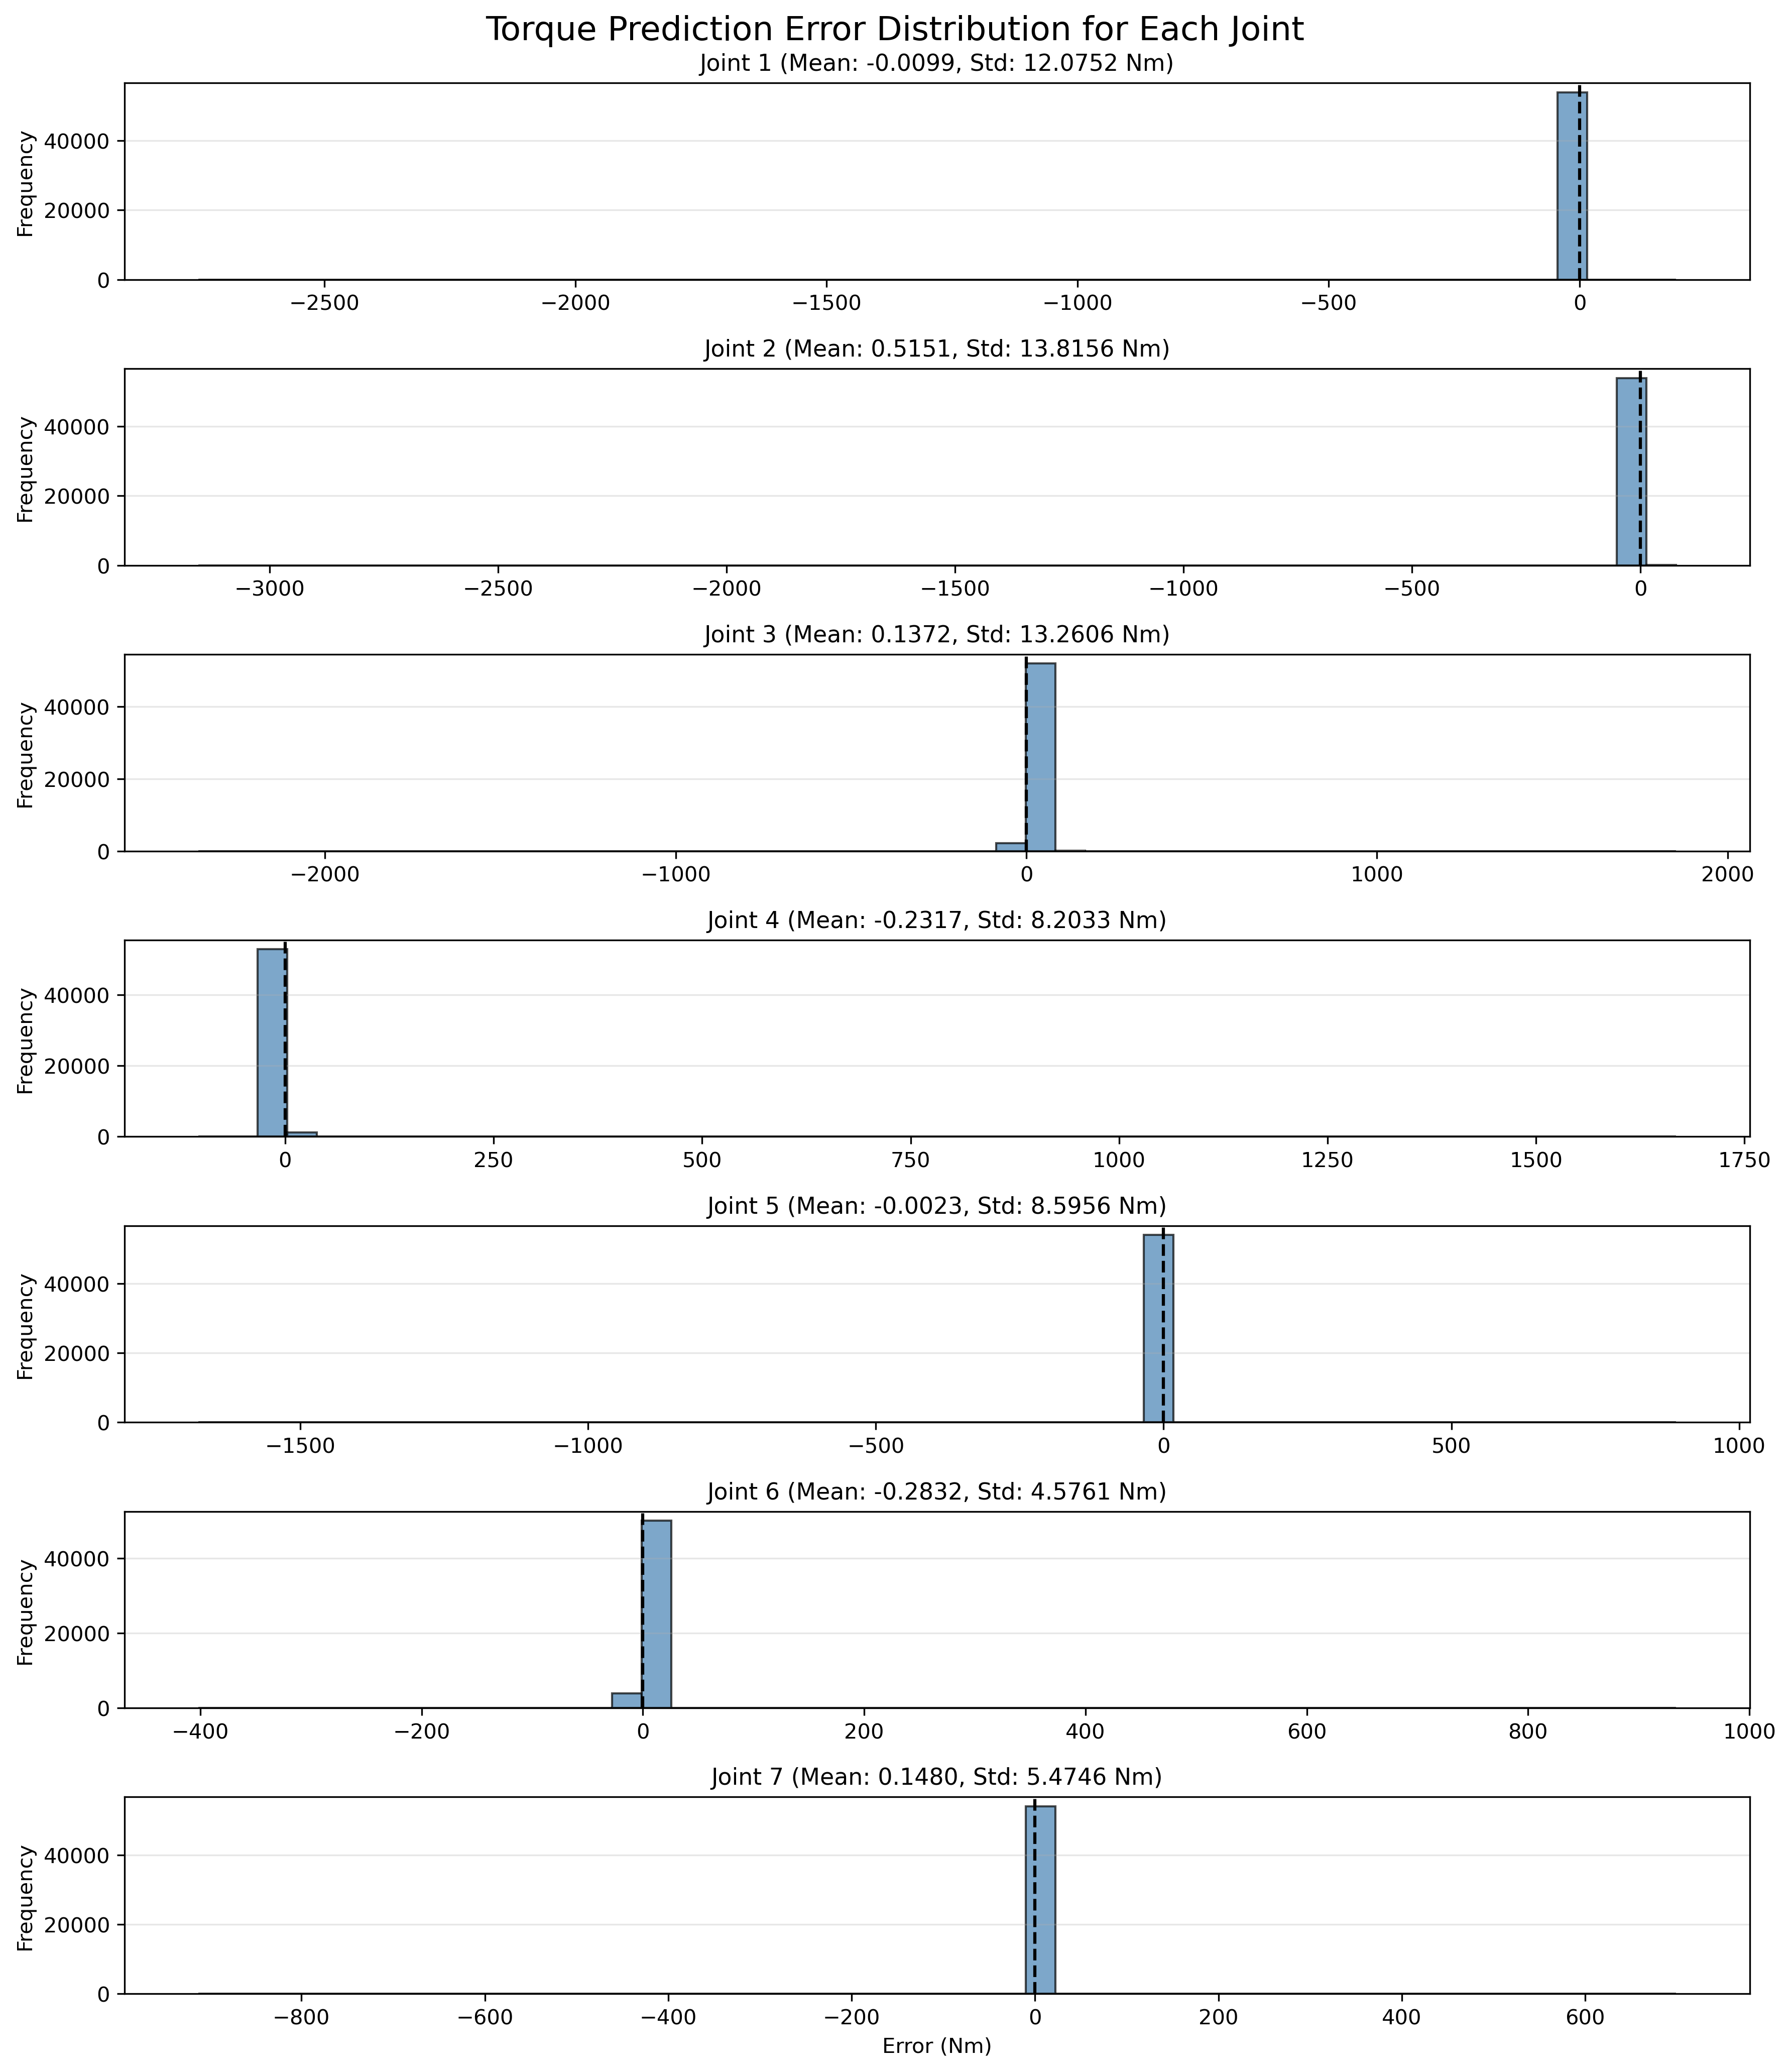 Torque Prediction Error Distribution for Each Joint
Joint 1 (Mean: -0.0099, Std: 12.0752 Nm)
Frequency
40000
20000
0
−2500 −2000 −1500 −1000 −500 0
Joint 2 (Mean: 0.5151, Std: 13.8156 Nm)
Frequency
40000
20000
0
−3000 −2500 −2000 −1500 −1000 −500 0
Joint 3 (Mean: 0.1372, Std: 13.2606 Nm)
Frequency
40000
20000
0
−2000 −1000 0 1000 2000
Joint 4 (Mean: -0.2317, Std: 8.2033 Nm)
Frequency
40000
20000
0
0 250 500 750 1000 1250 1500 1750
Joint 5 (Mean: -0.0023, Std: 8.5956 Nm)
Frequency
40000
20000
0
−1500 −1000 −500 0 500 1000
Joint 6 (Mean: -0.2832, Std: 4.5761 Nm)
Frequency
40000
20000
0
−400 −200 0 200 400 600 800 1000
Joint 7 (Mean: 0.1480, Std: 5.4746 Nm)
Frequency
40000
20000
0
−800 −600 −400 −200 0 200 400 600
Error (Nm)